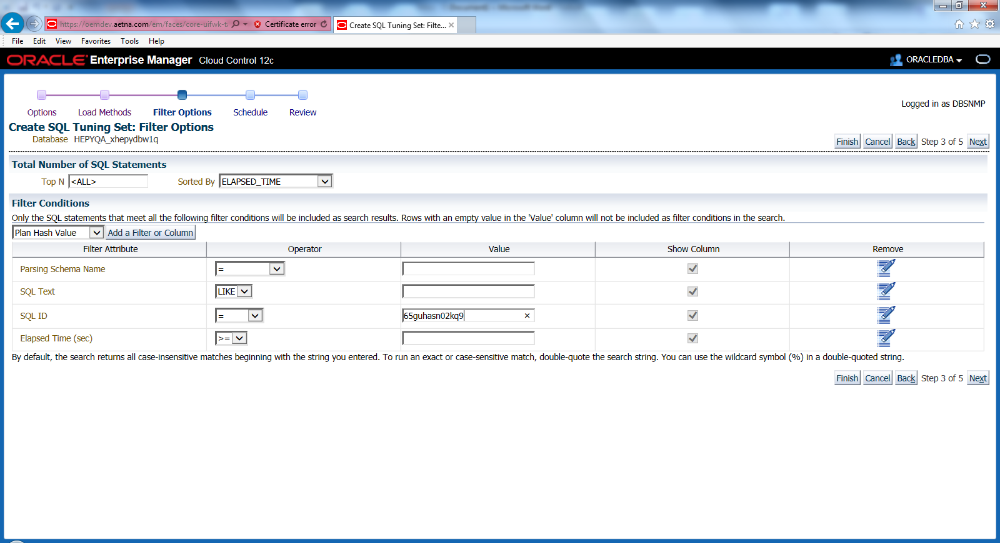 https://oemdev.aetna.com/em/faces/core-uifwk-t
Certificate error
Create SQL Tuning Set: Filte...
File Edit View Favorites Tools Help
ORACLE Enterprise Manager Cloud Control 12c
ORACLEDBA
Options Load Methods Filter Options Schedule Review
Logged in as DBSNMP
Create SQL Tuning Set: Filter Options
Database HEPYQA_xhepydbw1q
Finish Cancel Back Step 3 of 5 Next
Total Number of SQL Statements
Top N <ALL> Sorted By ELAPSED_TIME
Filter Conditions
Only the SQL statements that meet all the following filter conditions will be included as search results. Rows with an empty value in the 'Value' column will not be included as filter conditions in the search.
Plan Hash Value Add a Filter or Column
Filter Attribute Operator Value Show Column Remove
Parsing Schema Name =
SQL Text LIKE
SQL ID = 65guhasn02kq9
Elapsed Time (sec) >=
By default, the search returns all case-insensitive matches beginning with the string you entered. To run an exact or case-sensitive match, double-quote the search string. You can use the wildcard symbol (%) in a double-quoted string.
Finish Cancel Back Step 3 of 5 Next